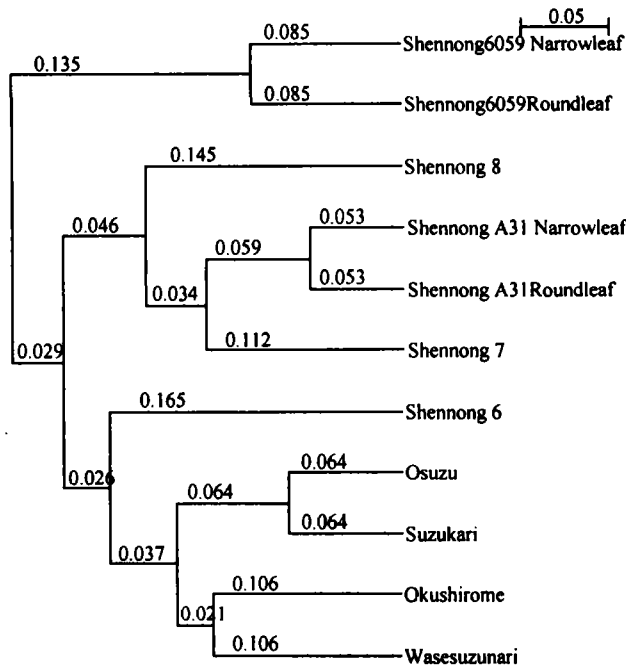 0.05
0.085
Shennong6059 Narrowleaf
0.135
0.085
Shennong6059Roundleaf
0.145
Shennong 8
0.046
0.053
Shennong A31 Narrowleaf
0.059
0.053
Shennong A31Roundleaf
0.034
0.112
Shennong 7
0.029
0.165
Shennong 6
0.026
0.064
Osuzu
0.064
0.064
Suzukari
0.037
0.106
Okushirome
0.021
0.106
Wasesuzunari